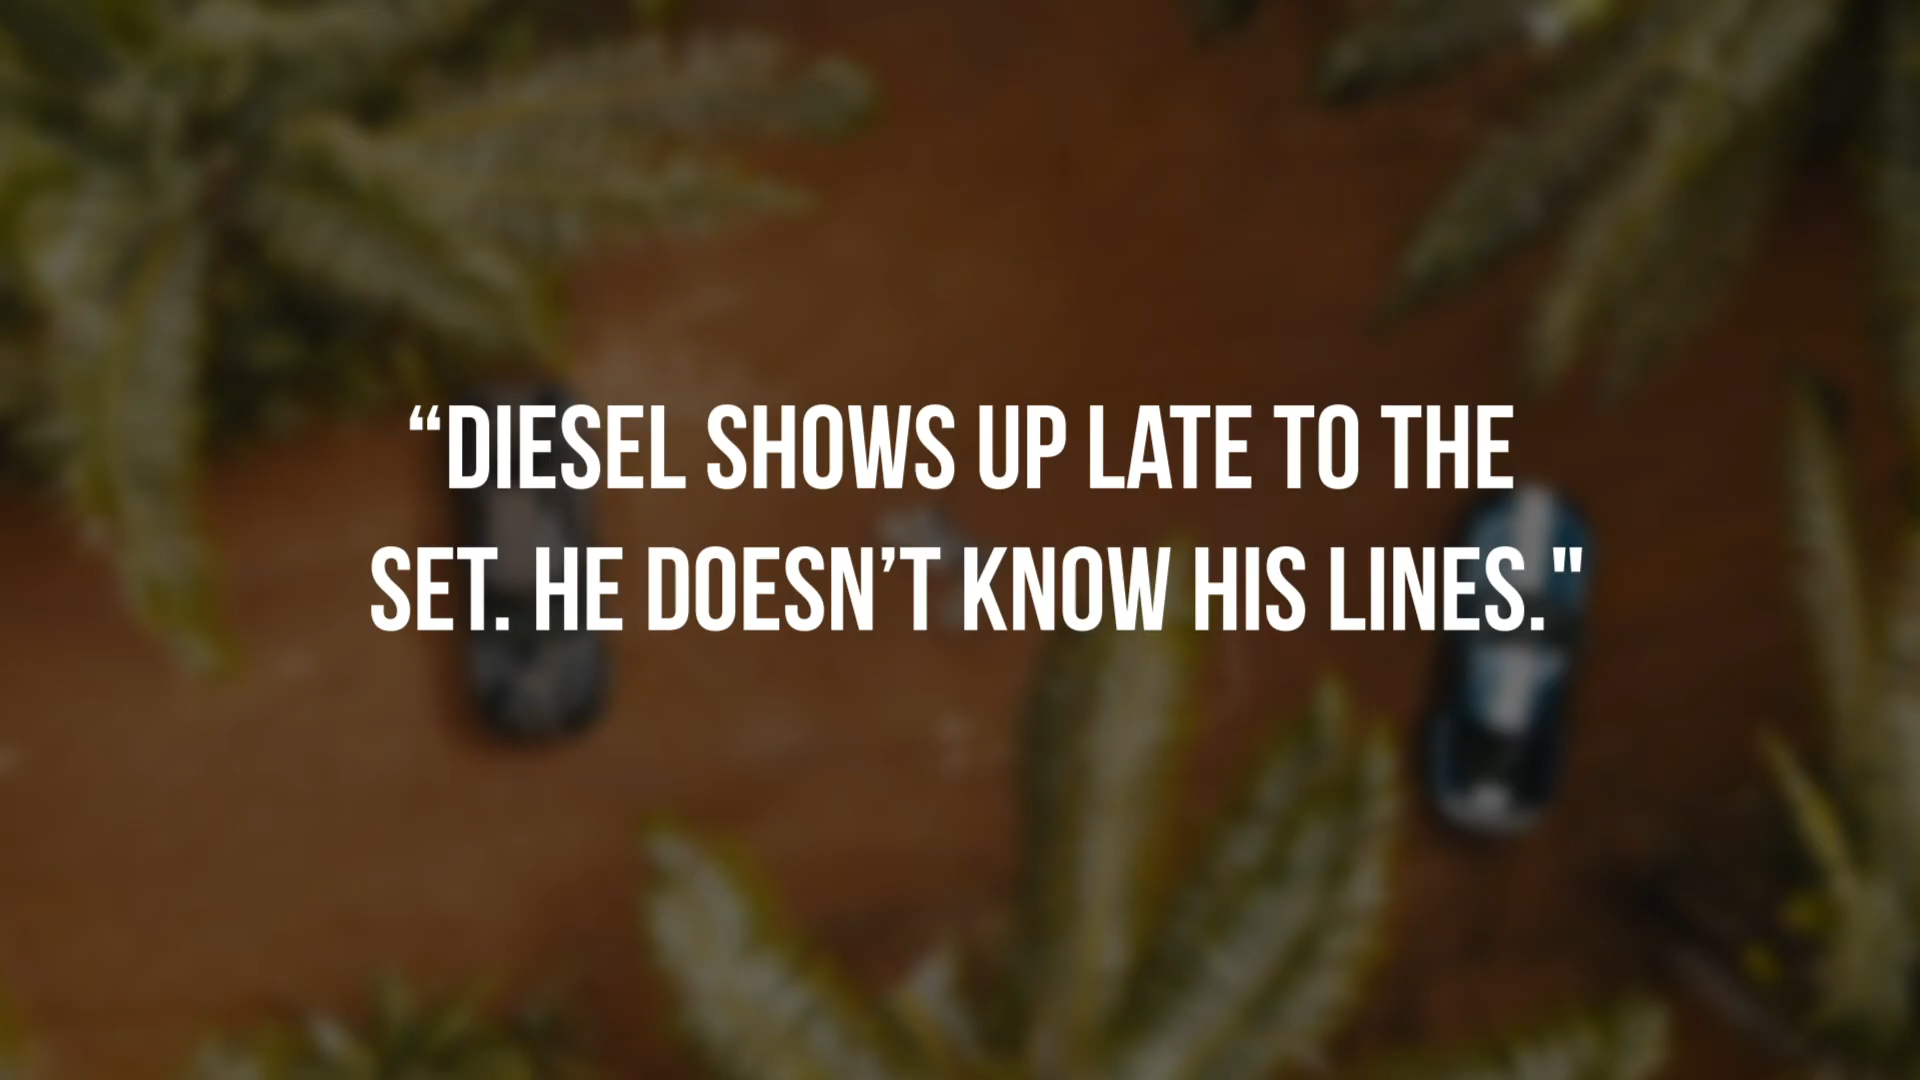 “DIESEL SHOWS UP LATE TO THE
SET. HE DOESN’T KNOW HIS LINES."